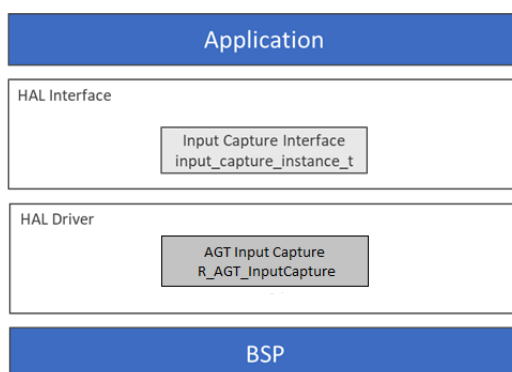 Application
HAL Interface
Input Capture Interface
input_capture_instance_t
HAL Driver
AGT Input Capture
R_AGT_InputCapture
BSP